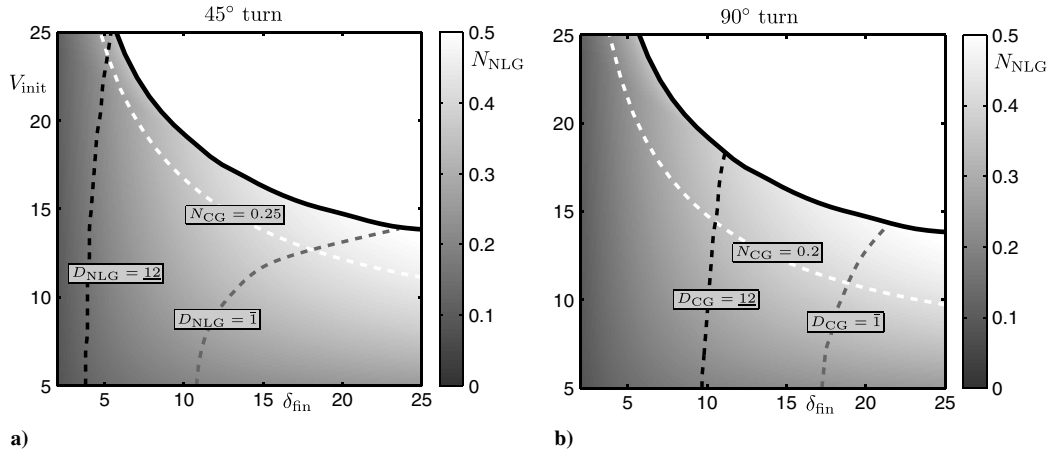 45° turn
25
20
15
10
5
V_init
5
10
15
20
25
δ_fin
N_CG = 0.25
D_NLG = 12
D_NLG = 1̅
0.5
0.4
0.3
0.2
0.1
0
N_NLG
a)
90° turn
25
20
15
10
5
5
10
15
20
25
δ_fin
N_CG = 0.2
D_CG = 12
D_CG = 1̅
0.5
0.4
0.3
0.2
0.1
0
N_NLG
b)